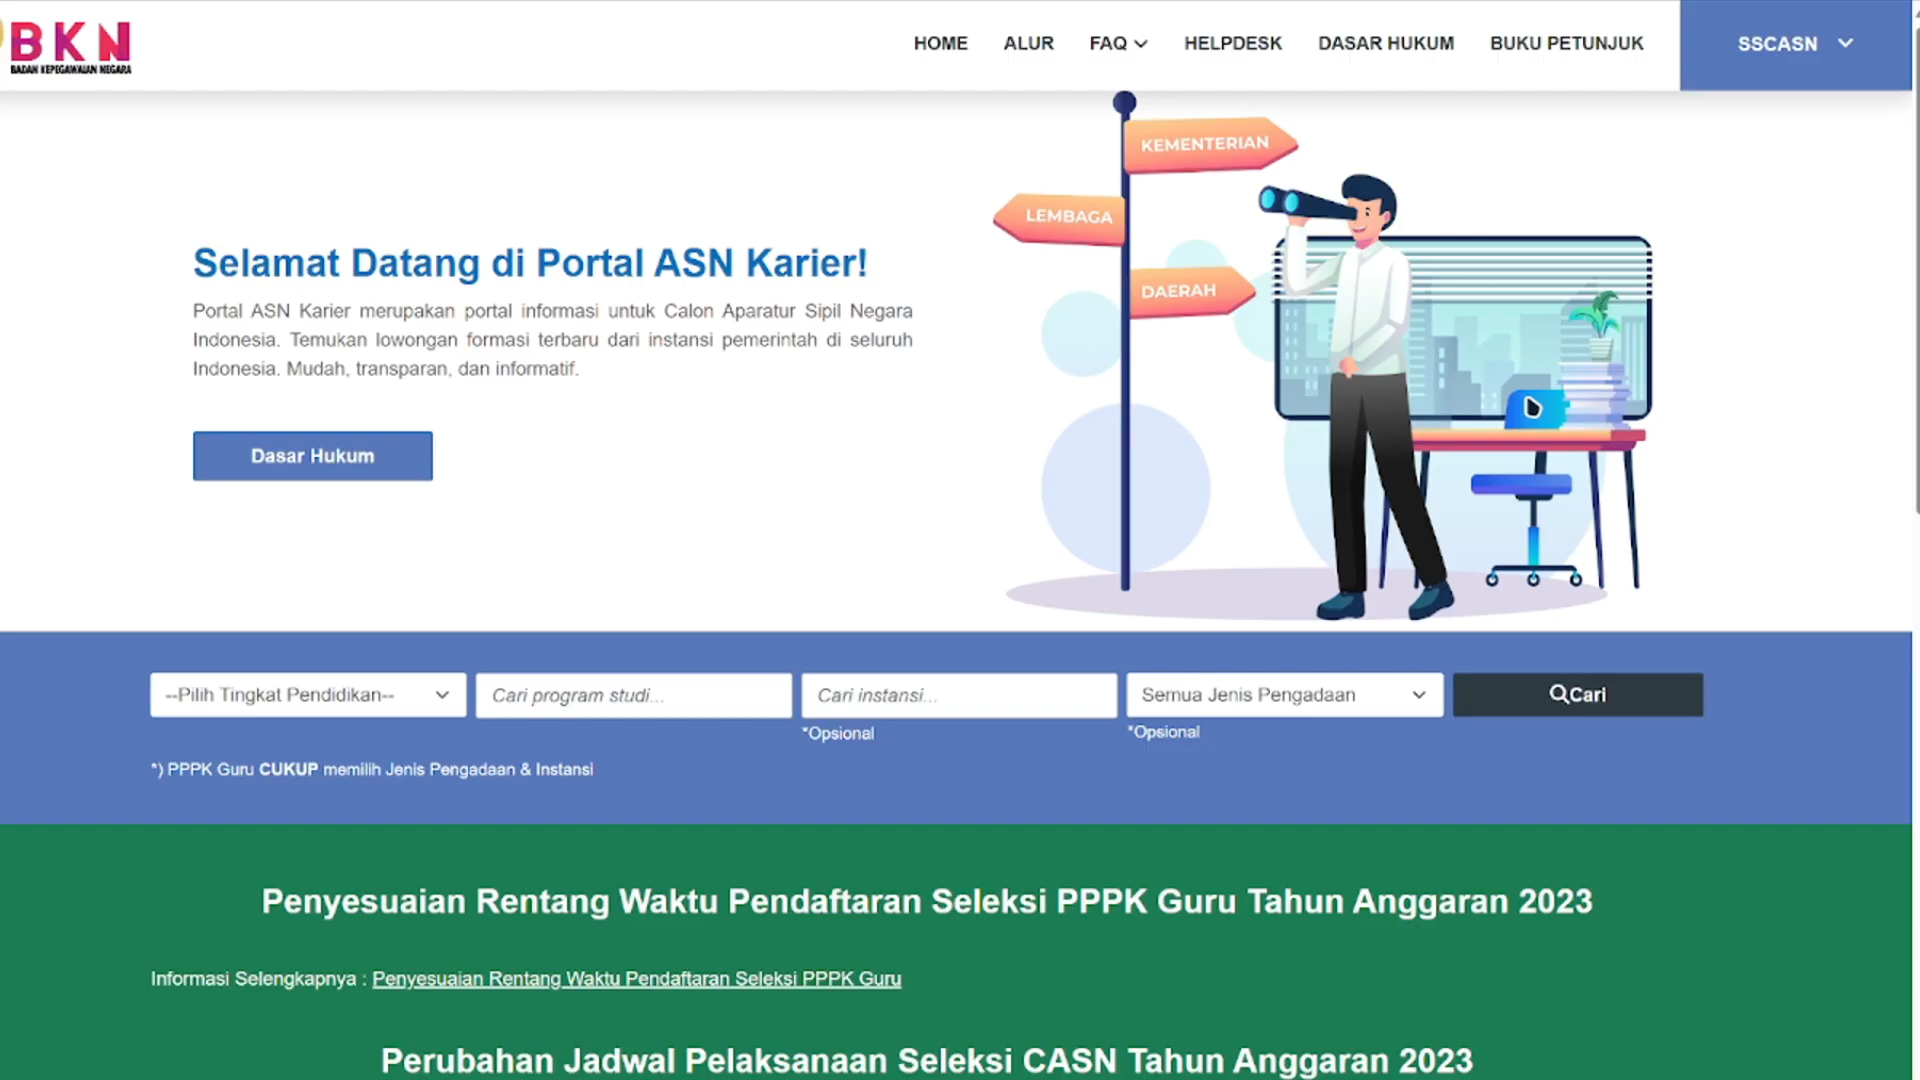 BKN
BADAN KEPEGAWAIAN NEGARA
HOME ALUR FAQ HELPDESK DASAR HUKUM BUKU PETUNJUK SSCASN
KEMENTERIAN
LEMBAGA
DAERAH
Selamat Datang di Portal ASN Karier!
Portal ASN Karier merupakan portal informasi untuk Calon Aparatur Sipil Negara
Indonesia. Temukan lowongan formasi terbaru dari instansi pemerintah di seluruh
Indonesia. Mudah, transparan, dan informatif.
Dasar Hukum
--Pilih Tingkat Pendidikan-- Cari program studi... Cari instansi... Semua Jenis Pengadaan Cari
*Opsional *Opsional
*) PPPK Guru CUKUP memilih Jenis Pengadaan & Instansi
Penyesuaian Rentang Waktu Pendaftaran Seleksi PPPK Guru Tahun Anggaran 2023
Informasi Selengkapnya : Penyesuaian Rentang Waktu Pendaftaran Seleksi PPPK Guru
Perubahan Jadwal Pelaksanaan Seleksi CASN Tahun Anggaran 2023